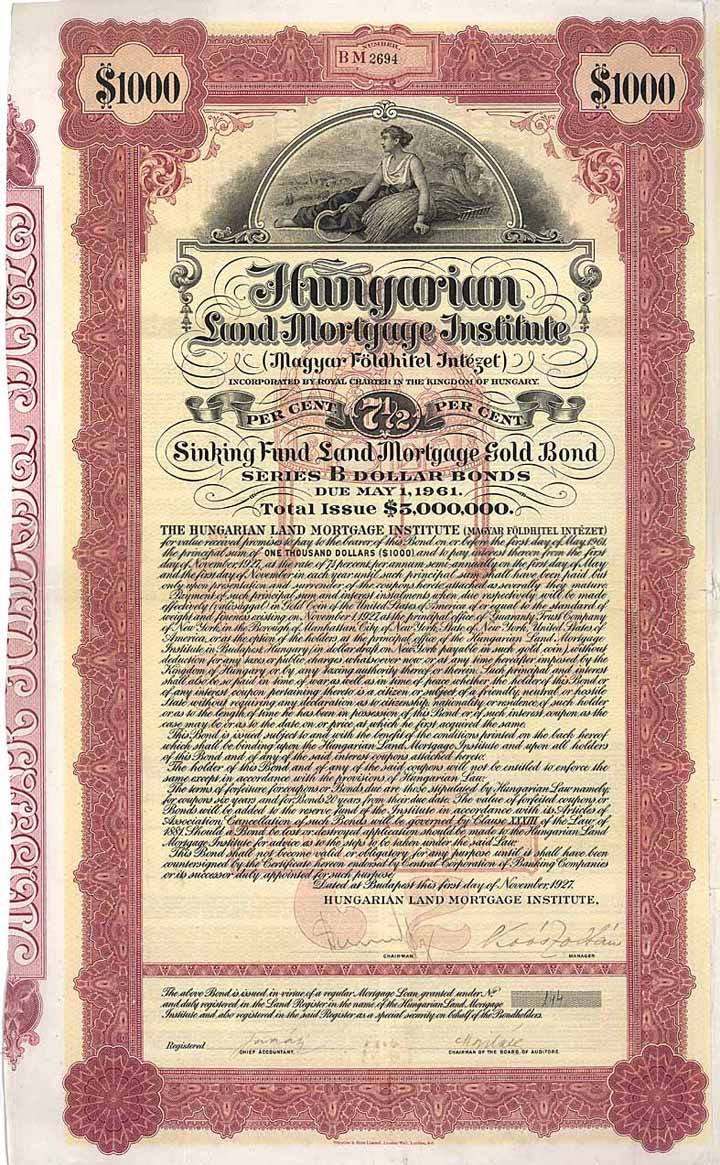 NUMBER.
BM 2694
$1000
$1000
Hungarian
Land Mortgage Institute
(Magyar Földhitel Intézet)
INCORPORATED BY ROYAL CHARTER IN THE KINGDOM OF HUNGARY.
PER CENT 7½ PER CENT
Sinking Fund Land Mortgage Gold Bond
SERIES B DOLLAR BONDS
DUE MAY 1, 1961.
Total Issue $3,000,000.
THE HUNGARIAN LAND MORTGAGE INSTITUTE (MAGYAR FÖLDHITEL INTÉZET)
for value received promises to pay to the bearer of this Bond on or before the first day of May 1961
the principal sum of ONE THOUSAND DOLLARS ($1000) and to pay interest thereon from the first
day of November, 1927, at the rate of 7½ percent per annum semi-annually on the first day of May
and the first day of November in each year until such principal sum shall have been paid but
only upon presentation and surrender of the coupons hereto attached as severally they mature.
Payment of such principal sum and interest instalments when due respectively will be made
effectively (valósággal) in Gold Coin of the United States of America of or equal to the standard of
weight and fineness existing on November 1, 1927, at the principal office of Guaranty Trust Company
of New York, in the Borough of Manhattan, City of New York, State of New York, United States of
America, or at the option of the holders at the principal office of the Hungarian Land Mortgage
Institute in Budapest Hungary (in dollar draft on New York payable in such gold coin), without
deduction for any taxes or public charges whatsoever now or at any time hereafter imposed by the
Kingdom of Hungary or by any taxing authority thereof or therein. Such principal and interest
shall also be so paid in time of war as well as in time of peace whether the holder of this Bond or
of any interest coupon pertaining thereto is a citizen or subject of a friendly, neutral or hostile
State without requiring any declaration as to citizenship, nationality or residence of such holder
or as to the length of time he has been in possession of this Bond or of such interest coupon as the
case may be or as to the date on, or price at which he first acquired the same.
This Bond is issued subject to and with the benefit of the conditions printed on the back hereof
which shall be binding upon the Hungarian Land Mortgage Institute and upon all holders
of this Bond and of any of the said interest coupons attached hereto.
The holder of this Bond and of any of the said coupons will not be entitled to enforce the
same except in accordance with the provisions of Hungarian Law.
The terms of forfeiture for coupons or Bonds due are those stipulated by Hungarian Law namely,
for coupons six years and for Bonds 20 years from their due date. The value of forfeited coupons or
Bonds will be added to the reserve fund of the Institute in accordance with its Articles of
Association. Cancellation of such Bonds will be governed by Clause XXXIII of the Law of
1881. Should a Bond be lost or destroyed application should be made to the Hungarian Land
Mortgage Institute for advice as to the steps to be taken under the said Law.
This Bond shall not become valid or obligatory for any purpose until it shall have been
countersigned by the Certificate hereon endorsed by Central Corporation of Banking Companies
or its successor duly appointed for such purpose.
Dated at Budapest this first day of November, 1927.
HUNGARIAN LAND MORTGAGE INSTITUTE,
CHAIRMAN.
MANAGER
The above Bond is issued in virtue of a regular Mortgage Loan granted under No 144
and duly registered in the Land Register in the name of the Hungarian Land Mortgage
Institute and also registered in the said Register as a special security on behalf of the Bondholders.
Registered
CHIEF ACCOUNTANT.
CHAIRMAN OF THE BOARD OF AUDITORS.